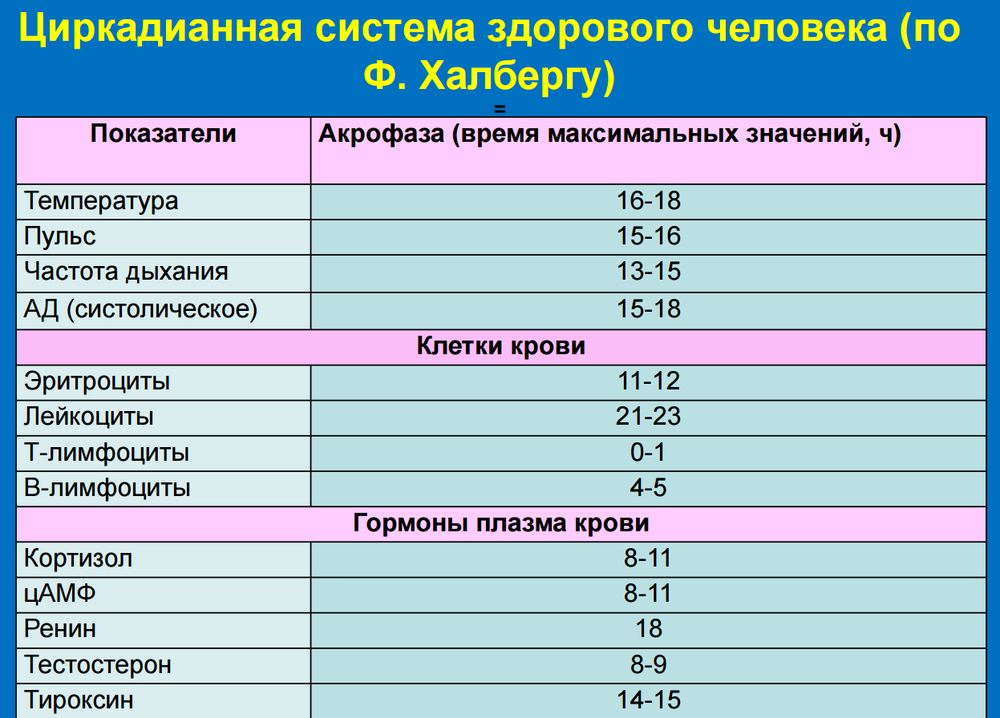 Циркадианная система здорового человека (по
Ф. Халбергу)
=
Показатели Акрофаза (время максимальных значений, ч)
Температура 16-18
Пульс 15-16
Частота дыхания 13-15
АД (систолическое) 15-18
Клетки крови
Эритроциты 11-12
Лейкоциты 21-23
Т-лимфоциты 0-1
В-лимфоциты 4-5
Гормоны плазма крови
Кортизол 8-11
цАМФ 8-11
Ренин 18
Тестостерон 8-9
Тироксин 14-15